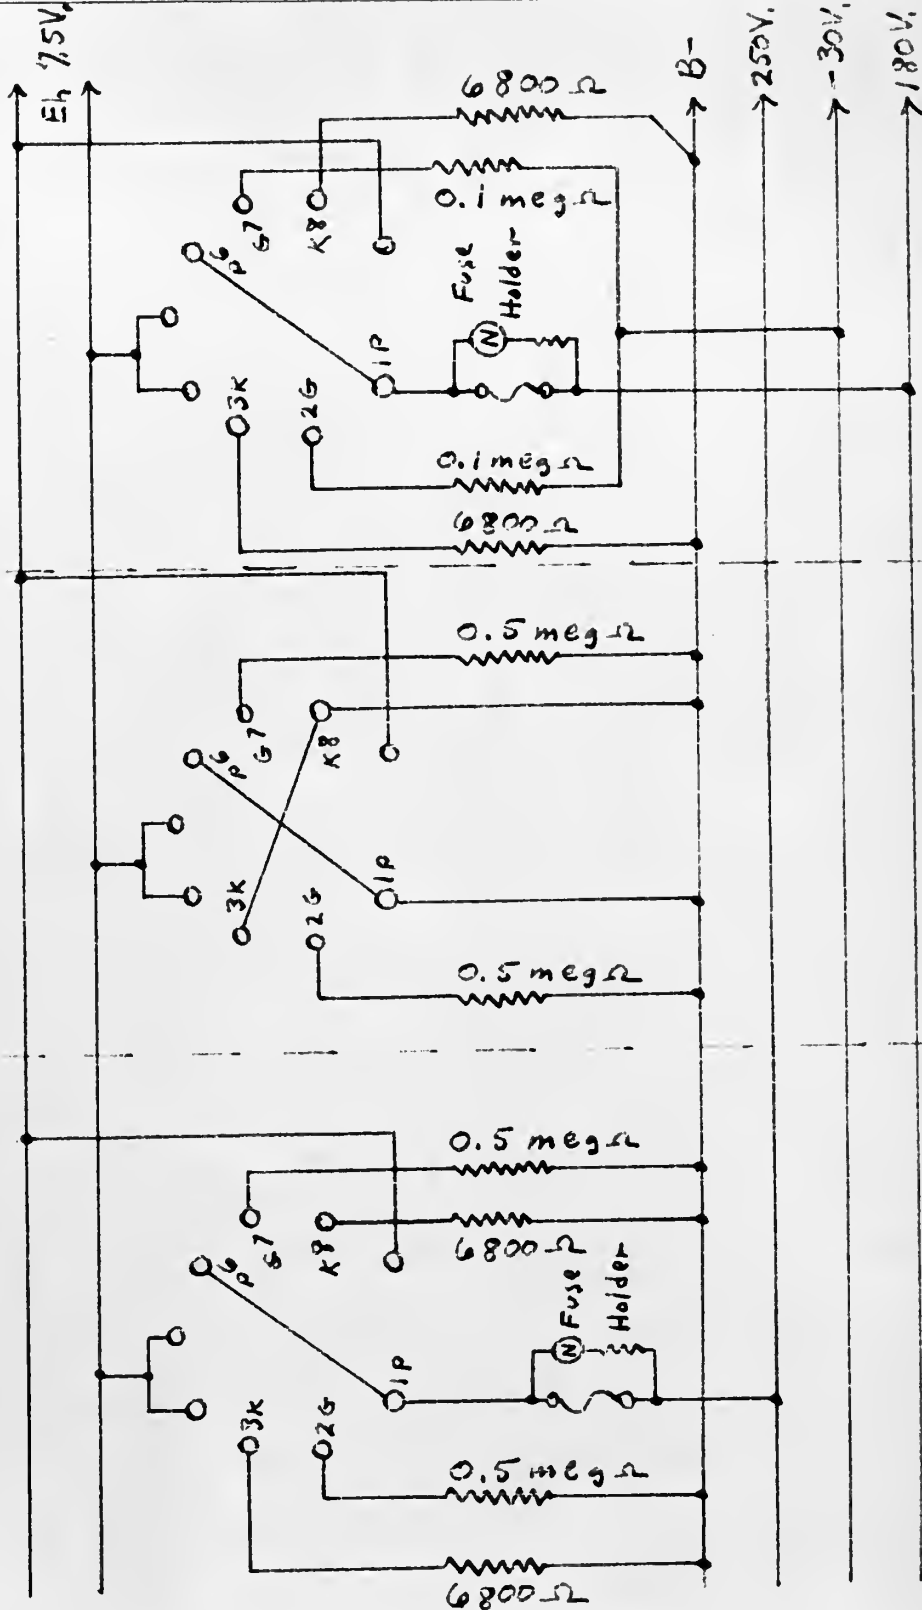 Eh 7.5V.
B-
250V.
-30V.
180V.
6800 Ω
0.1 meg Ω
G7
K8
P6
1P
3K
2G
Fuse
Holder
N
0.1 meg Ω
6800 Ω
0.5 meg Ω
G7
K8
P6
1P
3K
2G
0.5 meg Ω
0.5 meg Ω
G7
K8
6800 Ω
P6
1P
3K
2G
Fuse
Holder
N
0.5 meg Ω
6800 Ω